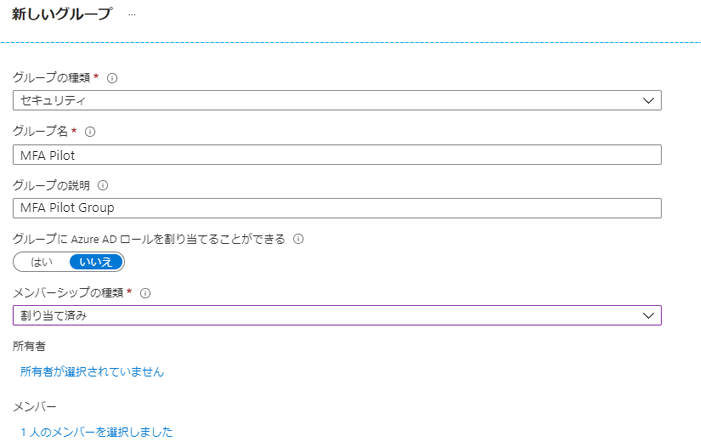 新しいグループ ...
グループの種類 *
セキュリティ
グループ名 *
MFA Pilot
グループの説明
MFA Pilot Group
グループに Azure AD ロールを割り当てることができる
はい いいえ
メンバーシップの種類 *
割り当て済み
所有者
所有者が選択されていません
メンバー
1 人のメンバーを選択しました